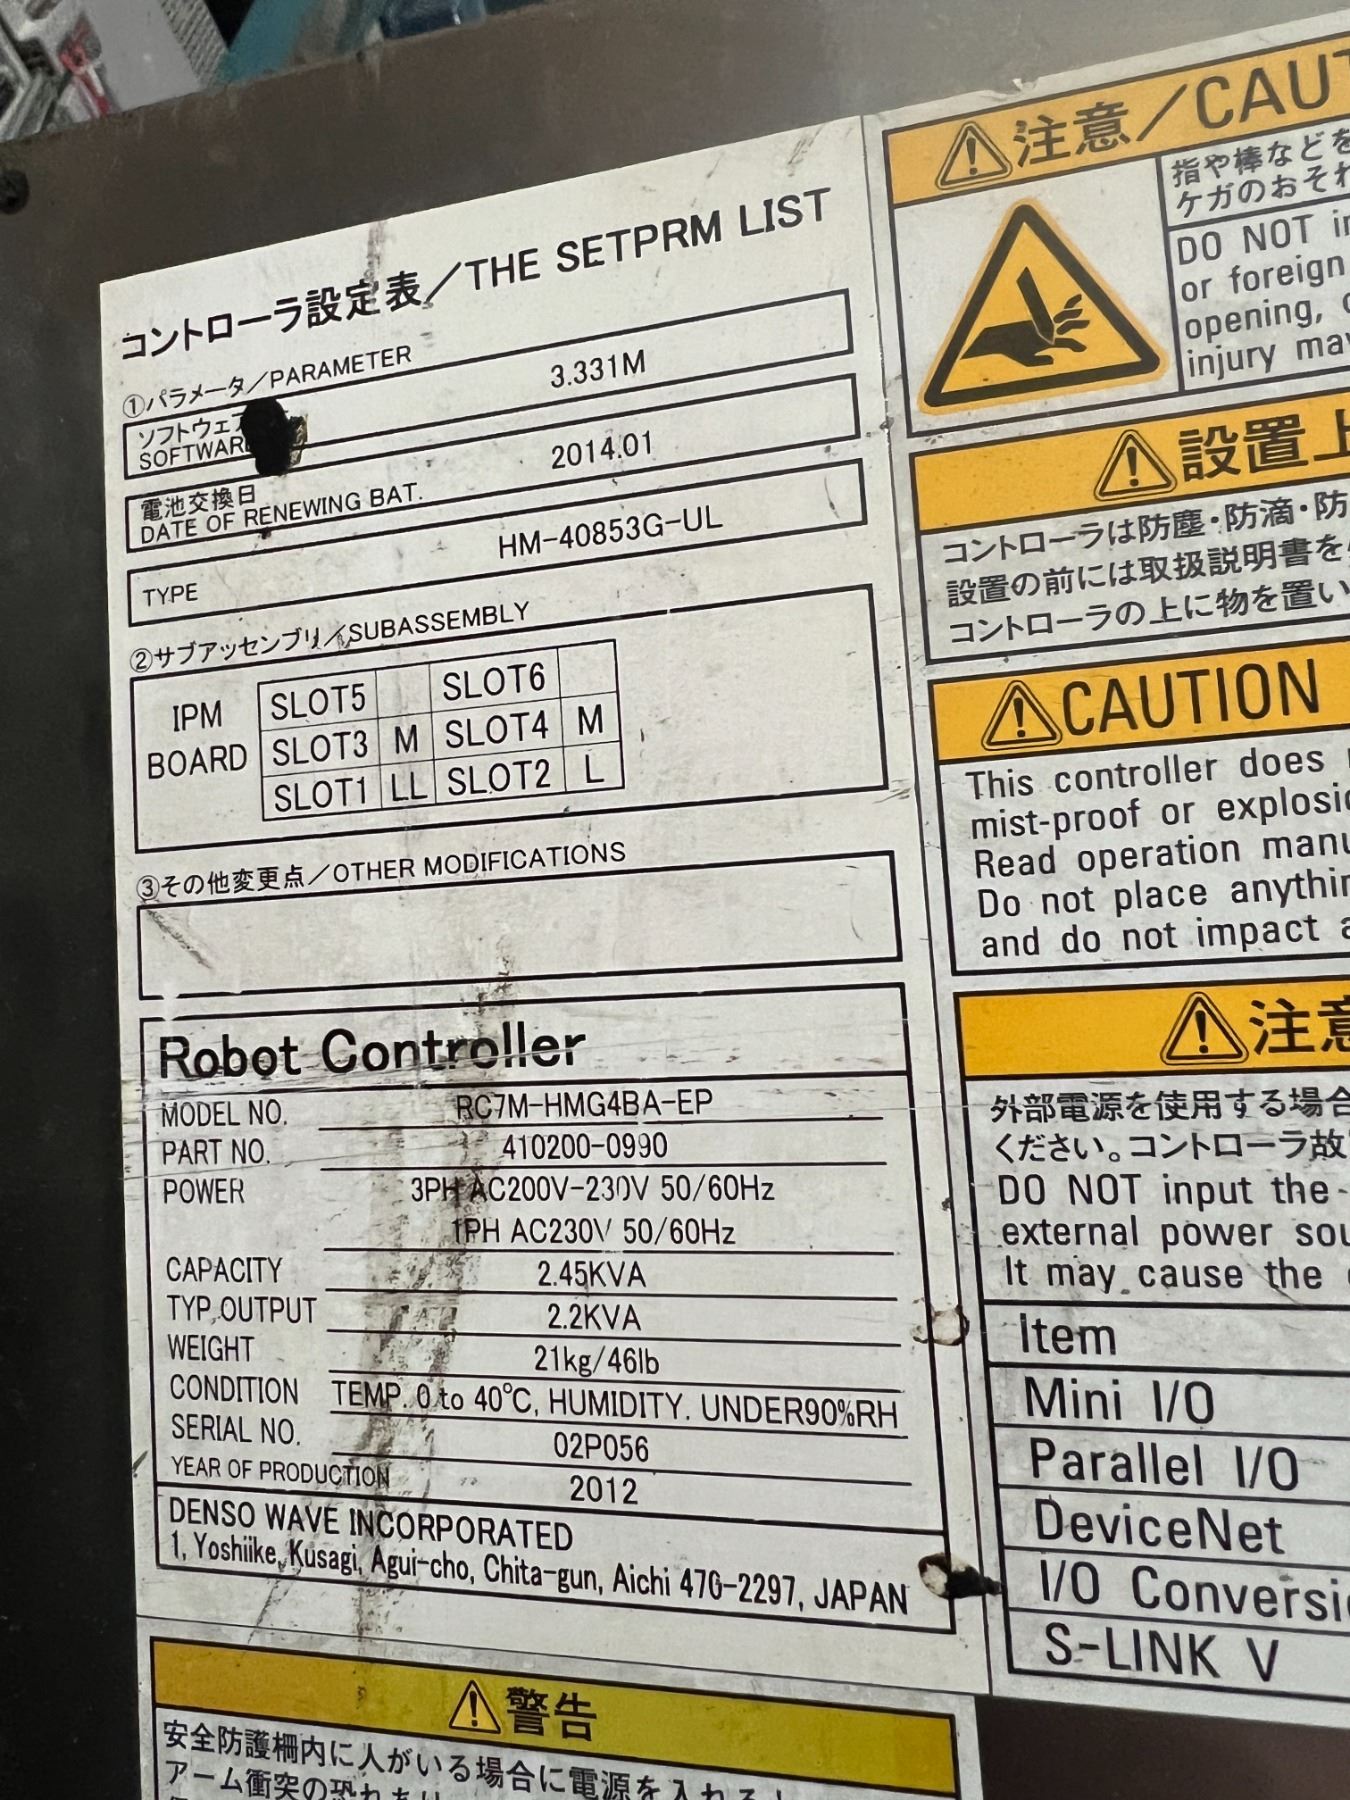 コントローラ設定表/THE SETPRM LIST
①パラメータ/PARAMETER
ソフトウェア
SOFTWARE
3.331M
電池交換日
DATE OF RENEWING BAT.
2014.01
TYPE
HM-40853G-UL
②サブアッセンブリ/SUBASSEMBLY
IPM BOARD
SLOT5 SLOT6
SLOT3 M SLOT4 M
SLOT1 LL SLOT2 L
③その他変更点/OTHER MODIFICATIONS
Robot Controller
MODEL NO. RC7M-HMG4BA-EP
PART NO. 410200-0990
POWER 3PH AC200V-230V 50/60Hz
1PH AC230V 50/60Hz
CAPACITY 2.45KVA
TYP.OUTPUT 2.2KVA
WEIGHT 21kg/46lb
CONDITION TEMP. 0 to 40℃, HUMIDITY. UNDER90%RH
SERIAL NO. 02P056
YEAR OF PRODUCTION 2012
DENSO WAVE INCORPORATED
1, Yoshiike, Kusagi, Agui-cho, Chita-gun, Aichi 470-2297, JAPAN
警告
安全防護柵内に人がいる場合に電源を入れる
アーム衝突の恐れ
注意/CAUT
指や棒などを
ケガのおそれ
DO NOT in
or foreign
opening,
injury may
設置上
コントローラは防塵・防滴・防
設置の前には取扱説明書を
コントローラの上に物を置い
CAUTION
This controller does
mist-proof or explosio
Read operation manu
Do not place anythin
and do not impact a
注意
外部電源を使用する場合
ください。コントローラ故
DO NOT input the
external power sou
It may cause the
Item
Mini I/O
Parallel I/O
DeviceNet
I/O Conversi
S-LINK V